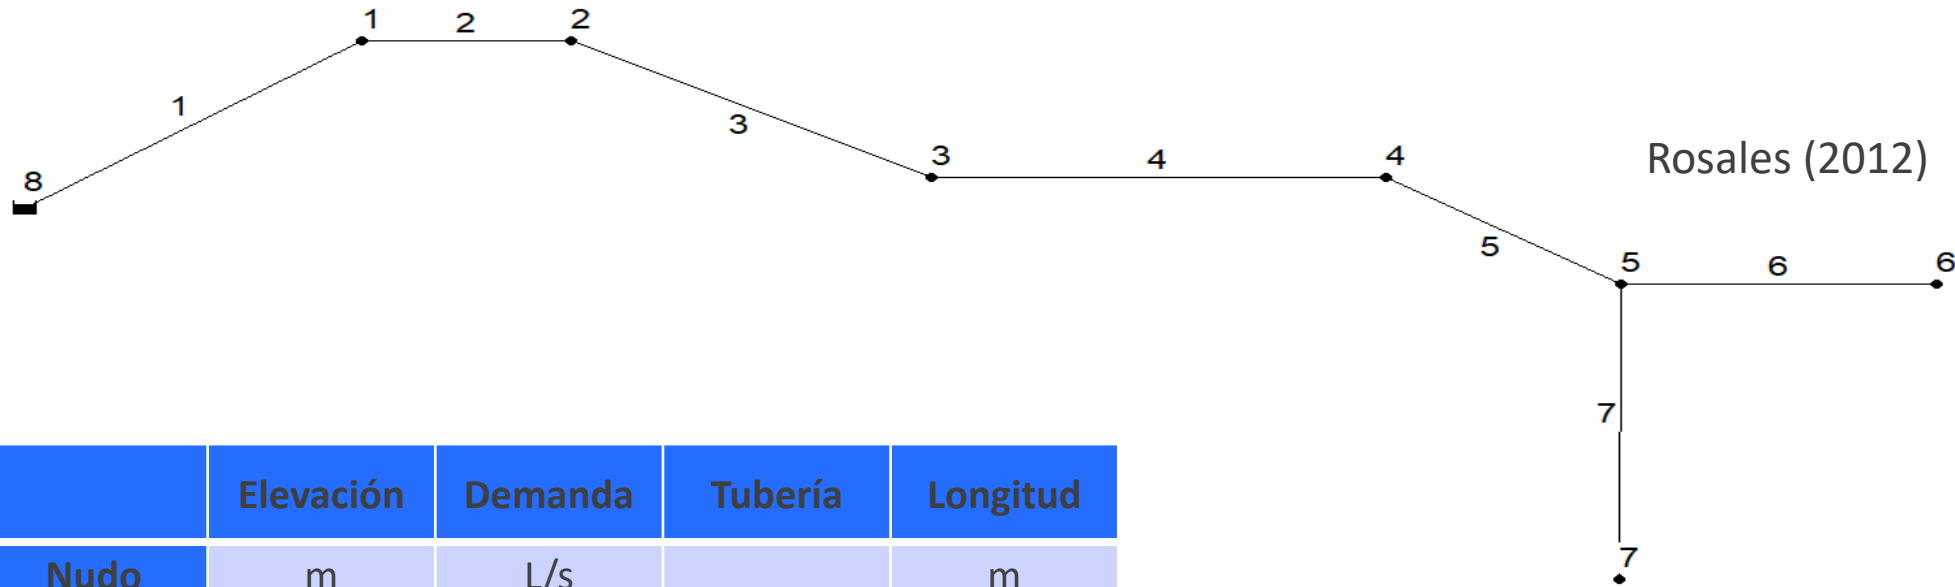 1 2 2
1
3
3 4 4
Rosales (2012)
8
5
5 6 6
7
Elevación Demanda Tubería Longitud
7
Nudo m L/s m